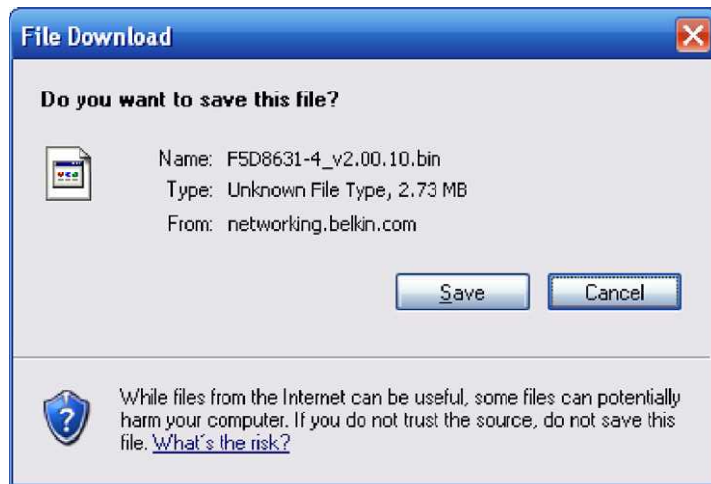 File Download
Do you want to save this file?
Name: F5D8631-4_v2.00.10.bin
Type: Unknown File Type, 2.73 MB
From: networking.belkin.com
Save Cancel
While files from the Internet can be useful, some files can potentially
harm your computer. If you do not trust the source, do not save this
file. What's the risk?